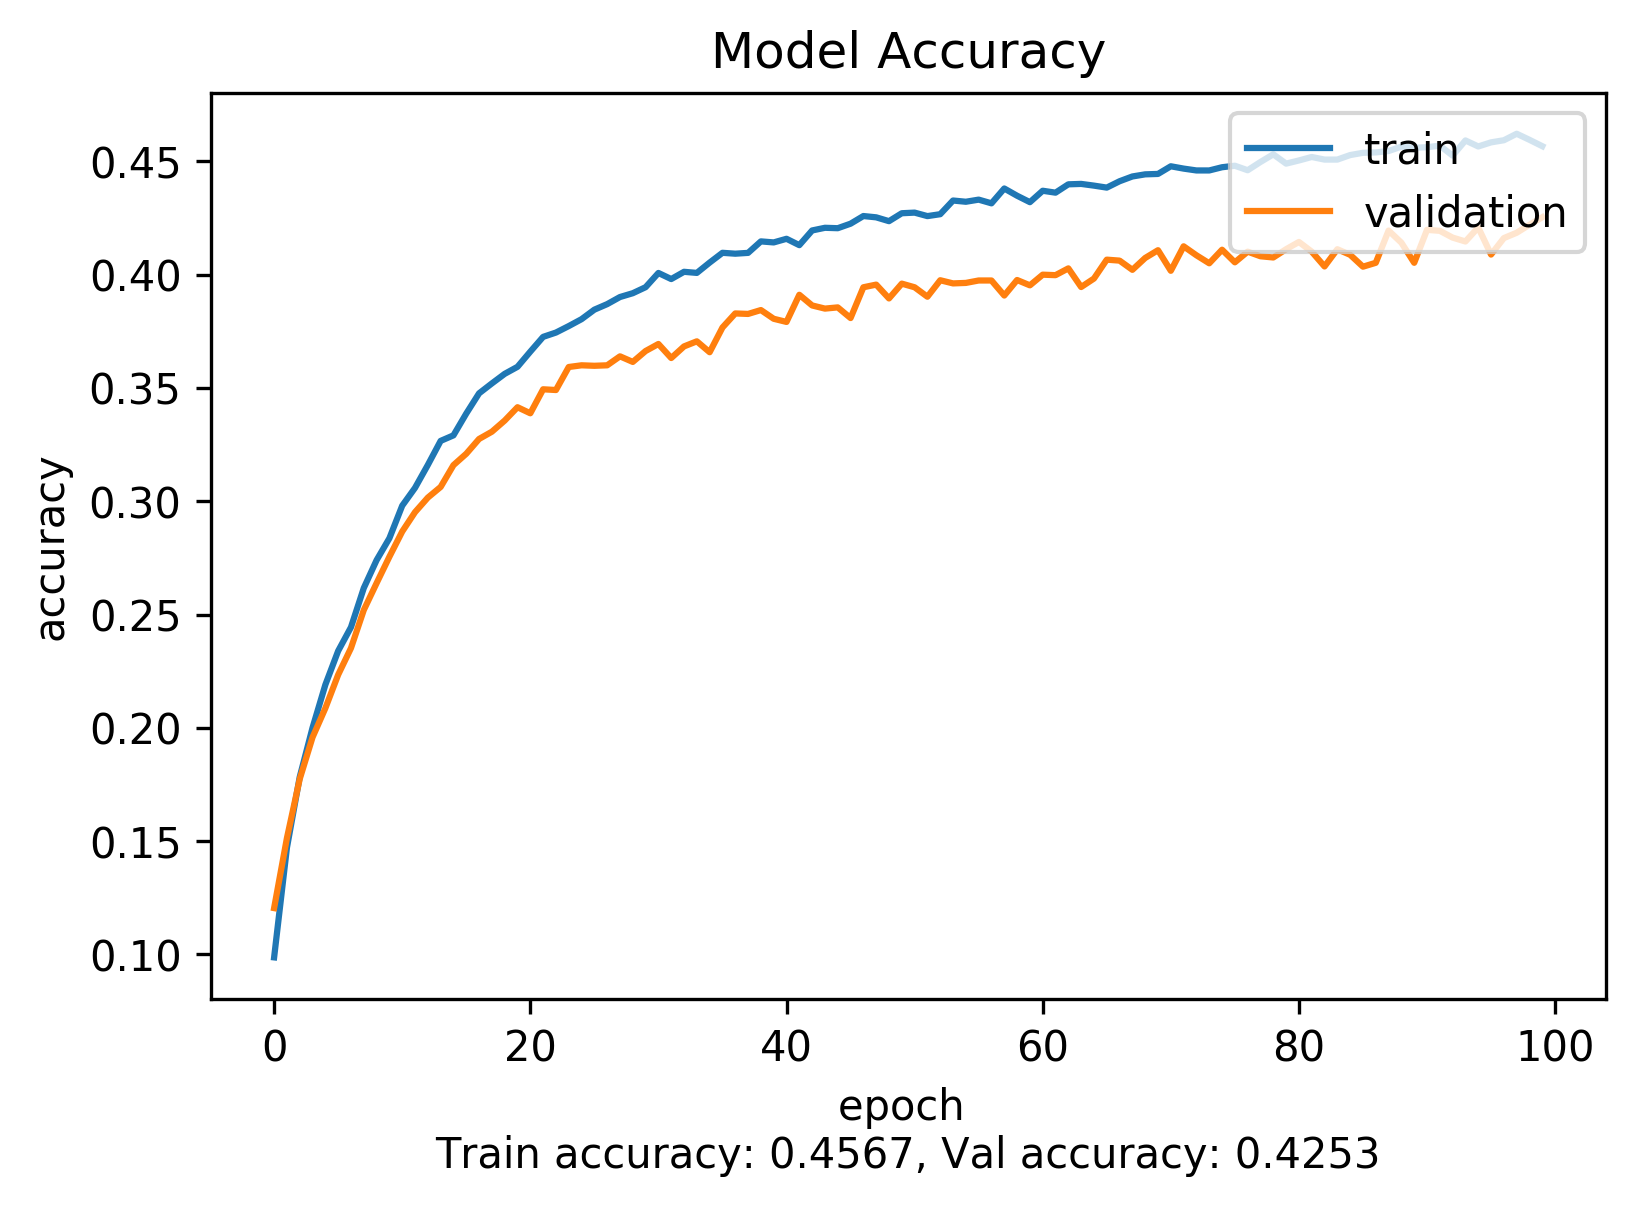 Model Accuracy
train
validation
0.45
0.40
0.35
0.30
0.25
0.20
0.15
0.10
accuracy
0 20 40 60 80 100
epoch
Train accuracy: 0.4567, Val accuracy: 0.4253